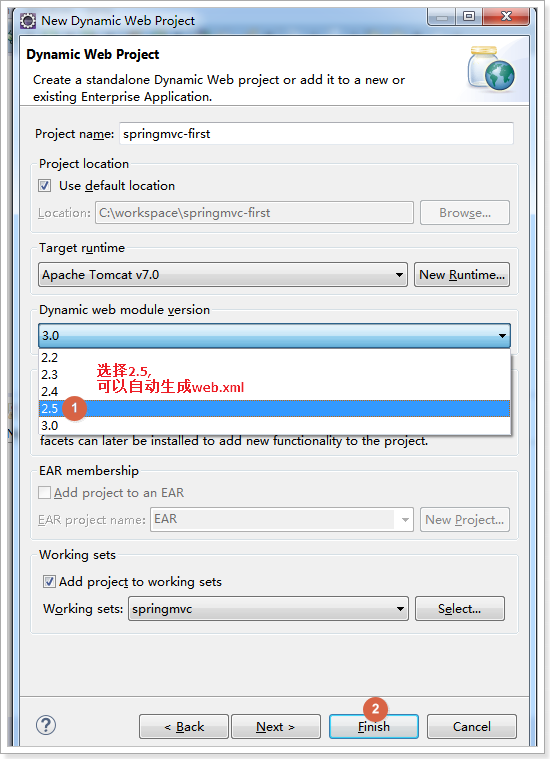 New Dynamic Web Project
Dynamic Web Project
Create a standalone Dynamic Web project or add it to a new or
existing Enterprise Application.
Project name: springmvc-first
Project location
Use default location
Location: C:\workspace\springmvc-first Browse...
Target runtime
Apache Tomcat v7.0 New Runtime...
Dynamic web module version
3.0
2.2
2.3
选择2.5,
可以自动生成web.xml
2.4
2.5 1
3.0
facets can later be installed to add new functionality to the project.
EAR membership
Add project to an EAR
EAR project name: EAR New Project...
Working sets
Add project to working sets
Working sets: springmvc Select...
2
? < Back Next > Finish Cancel